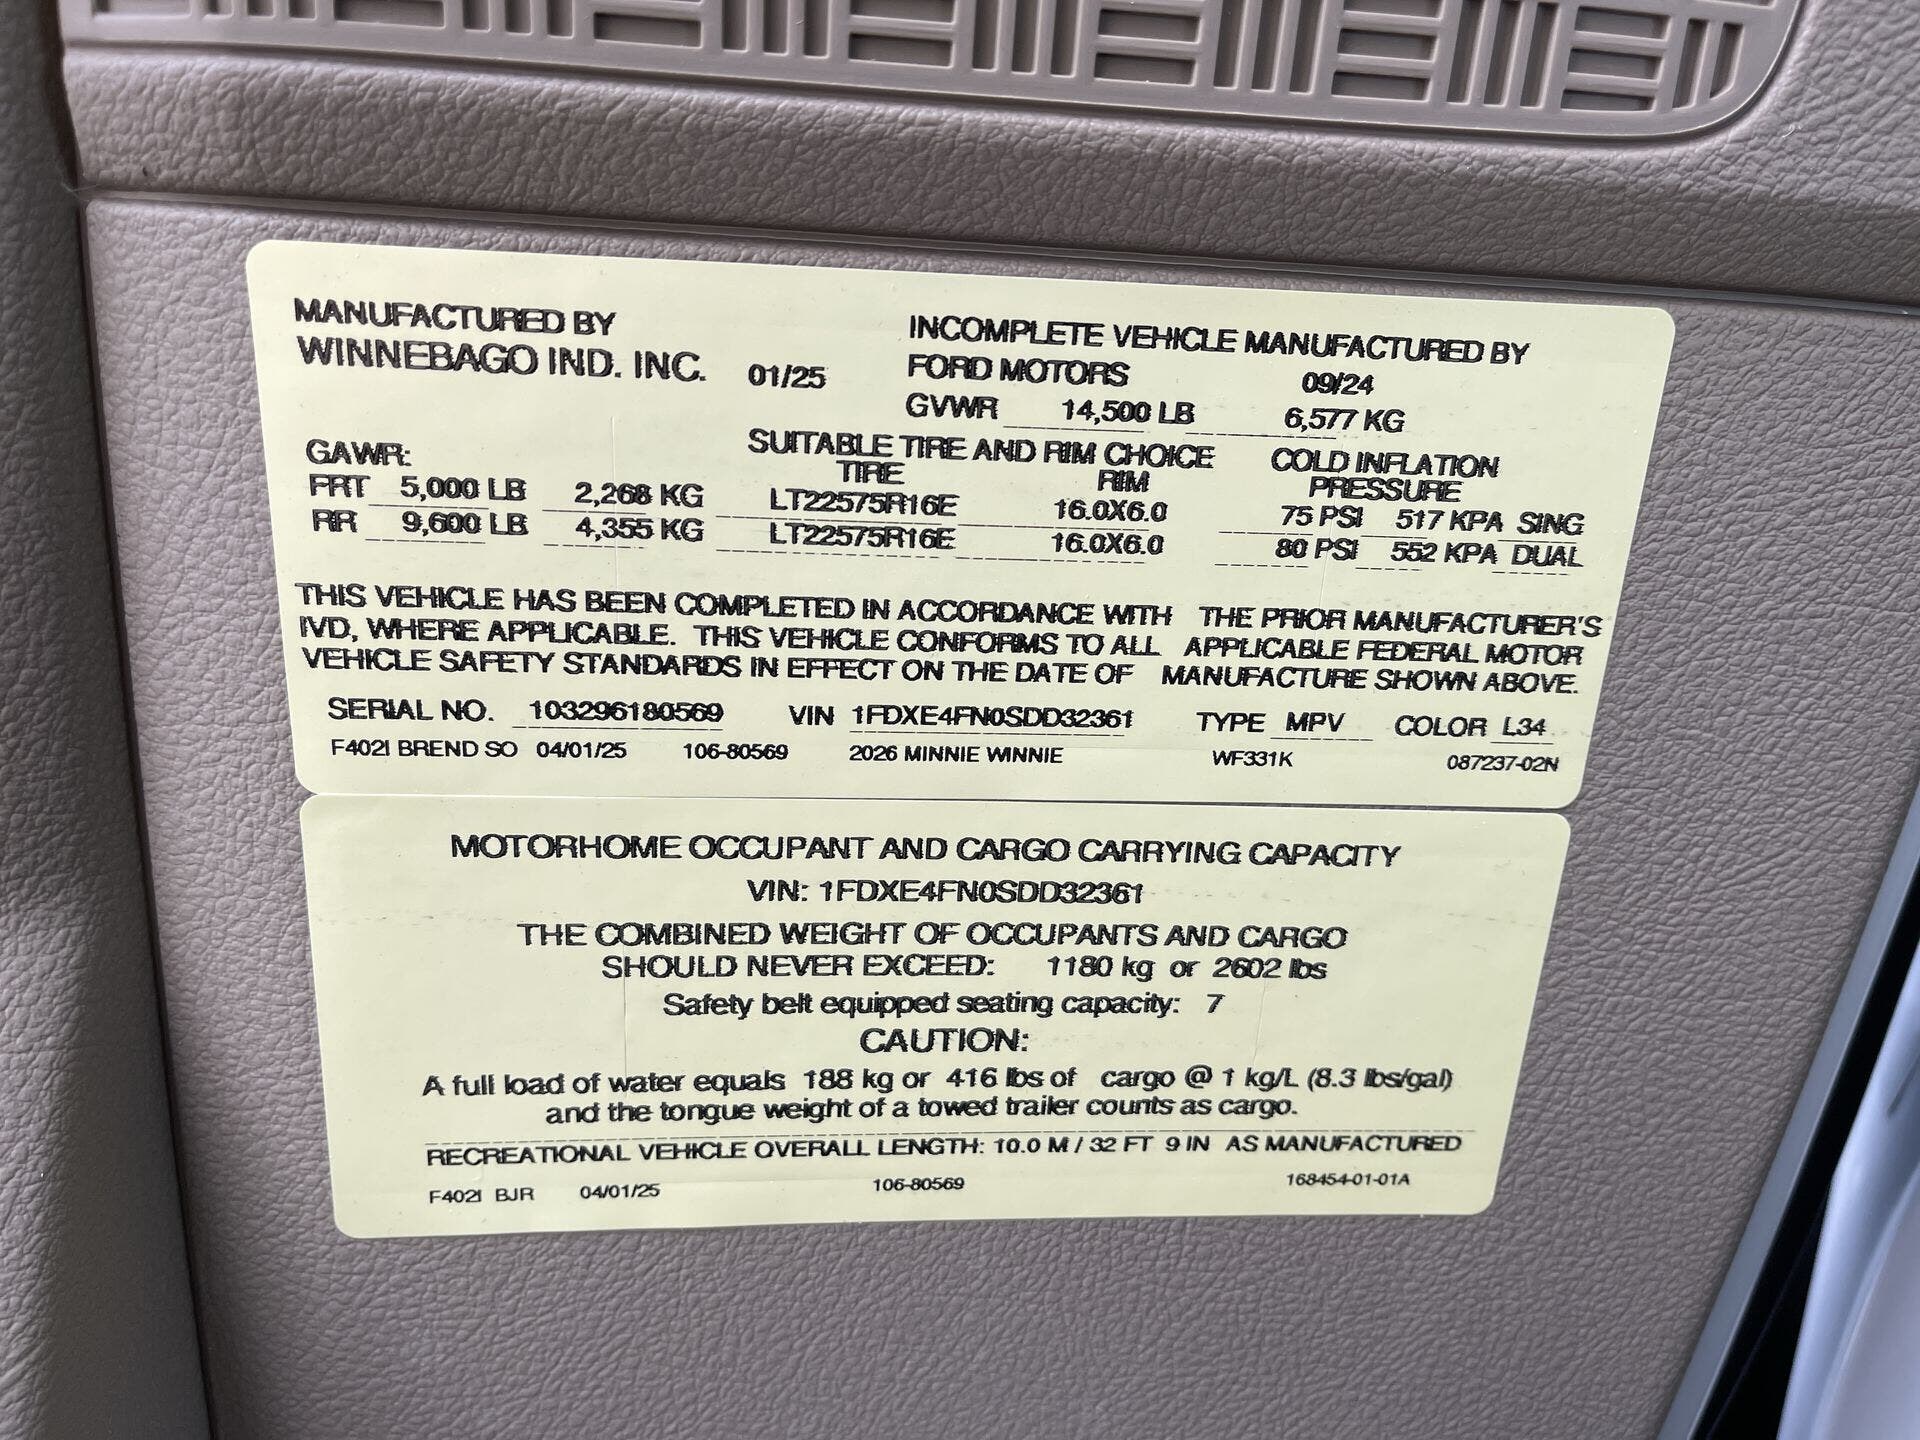 MANUFACTURED BY
WINNEBAGO IND. INC. 01/25
INCOMPLETE VEHICLE MANUFACTURED BY
FORD MOTORS 09/24
GVWR 14,500 LB 6,577 KG
GAWR: SUITABLE TIRE AND RIM CHOICE COLD INFLATION
TIRE RIM PRESSURE
FRT 5,000 LB 2,268 KG LT22575R16E 16.0X6.0 75 PSI 517 KPA SING
RR 9,600 LB 4,355 KG LT22575R16E 16.0X6.0 80 PSI 552 KPA DUAL
THIS VEHICLE HAS BEEN COMPLETED IN ACCORDANCE WITH THE PRIOR MANUFACTURER'S
IVD, WHERE APPLICABLE. THIS VEHICLE CONFORMS TO ALL APPLICABLE FEDERAL MOTOR
VEHICLE SAFETY STANDARDS IN EFFECT ON THE DATE OF MANUFACTURE SHOWN ABOVE.
SERIAL NO. 103296180569 VIN 1FDXE4FN0SDD32361 TYPE MPV COLOR L34
F402I BREND SO 04/01/25 106-80569 2026 MINNIE WINNIE WF331K 087237-02N
MOTORHOME OCCUPANT AND CARGO CARRYING CAPACITY
VIN: 1FDXE4FN0SDD32361
THE COMBINED WEIGHT OF OCCUPANTS AND CARGO
SHOULD NEVER EXCEED: 1180 kg or 2602 lbs
Safety belt equipped seating capacity: 7
CAUTION:
A full load of water equals 188 kg or 416 lbs of cargo @ 1 kg/L (8.3 lbs/gal)
and the tongue weight of a towed trailer counts as cargo.
RECREATIONAL VEHICLE OVERALL LENGTH: 10.0 M / 32 FT 9 IN AS MANUFACTURED
F402I BJR 04/01/25 106-80569 168454-01-01A